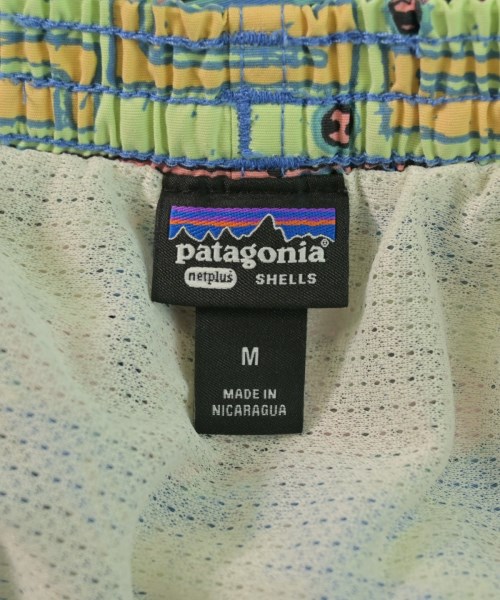 patagonia®
netplus® SHELLS
M
MADE IN
NICARAGUA